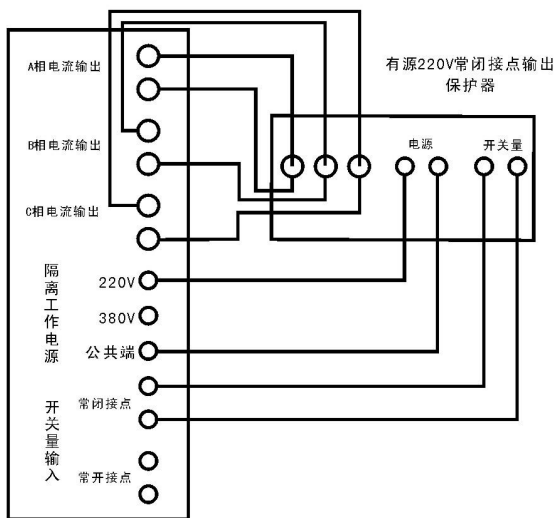 A相电流输出
B相电流输出
C相电流输出
隔离工作电源
220V
380V
公共端
开关量输入
常闭接点
常开接点
有源220V常闭接点输出
保护器
电源
开关量